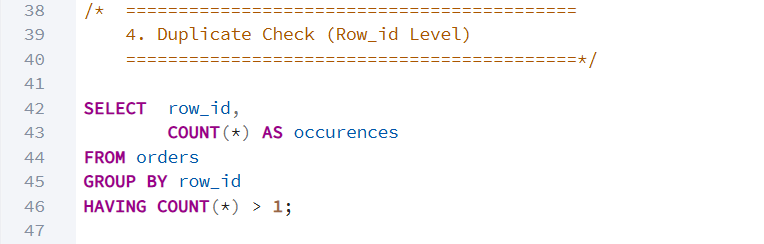 38 /* ===========================================
39 4. Duplicate Check (Row_id Level)
40 ===========================================*/
41
42 SELECT  row_id,
43 COUNT(*) AS occurences
44 FROM orders
45 GROUP BY row_id
46 HAVING COUNT(*) > 1;
47